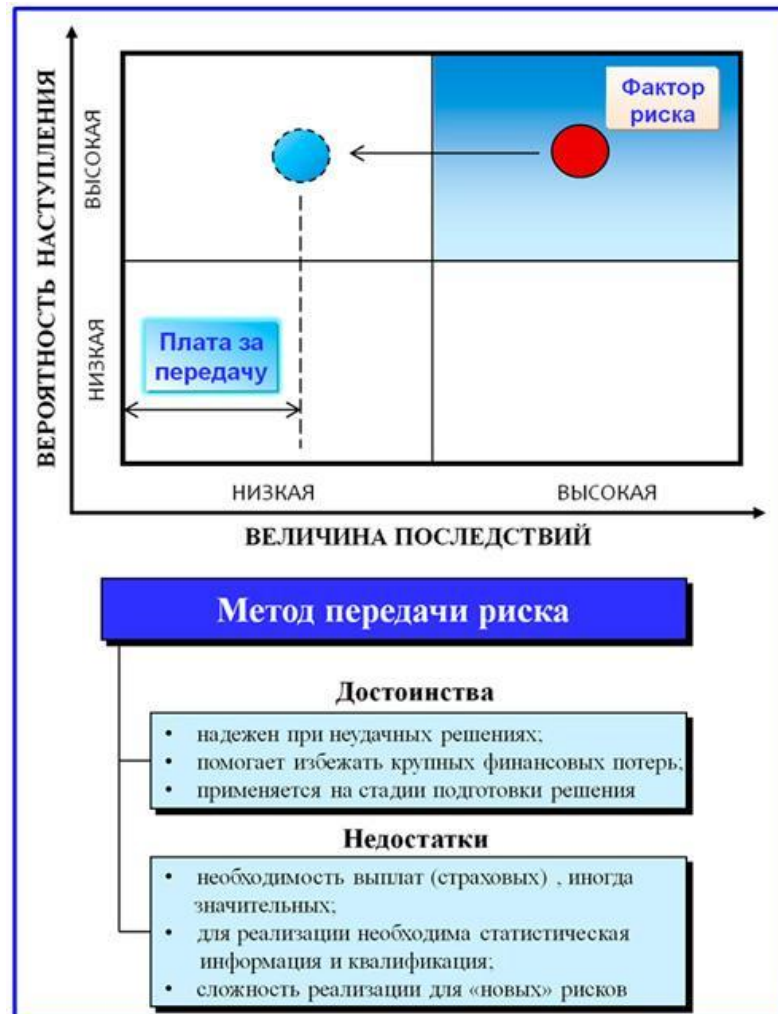 Фактор
риска
ВЫСОКАЯ
ВЕРОЯТНОСТЬ НАСТУПЛЕНИЯ
НИЗКАЯ
Плата за
передачу
НИЗКАЯ
ВЫСОКАЯ
ВЕЛИЧИНА ПОСЛЕДСТВИЙ
Метод передачи риска
Достоинства
• надежен при неудачных решениях;
• помогает избежать крупных финансовых потерь;
• применяется на стадии подготовки решения
Недостатки
• необходимость выплат (страховых) , иногда
значительных;
• для реализации необходима статистическая
информация и квалификация;
• сложность реализации для «новых» рисков